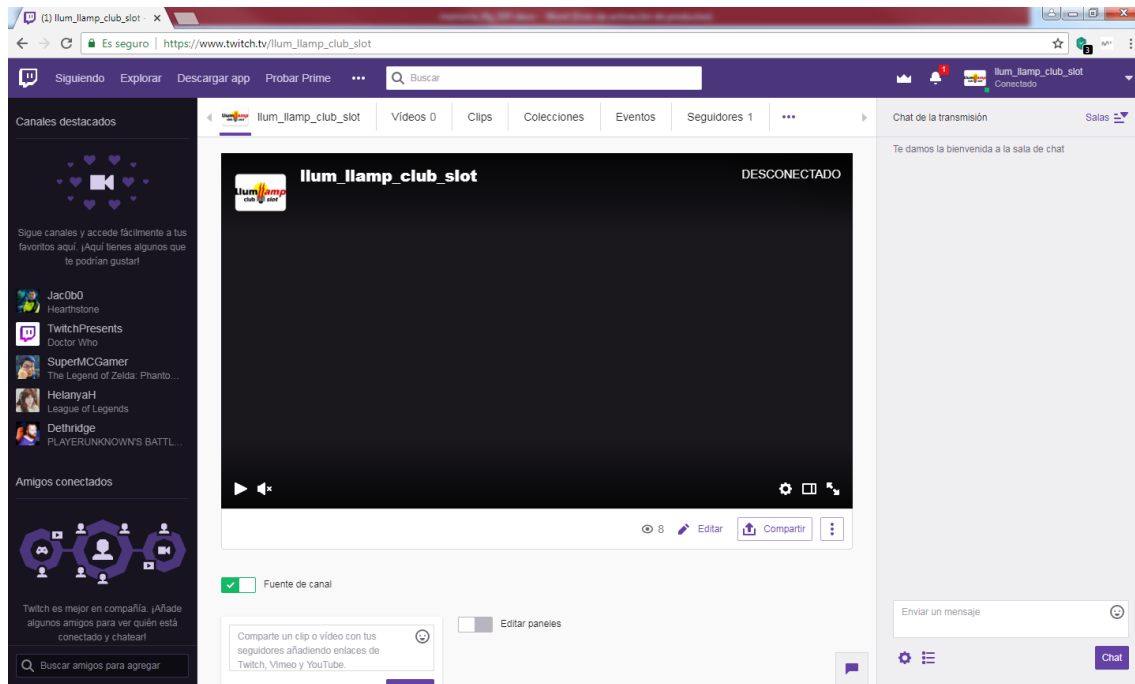 (1) llum_llamp_club_slot -
Es seguro | https://www.twitch.tv/llum_llamp_club_slot
3
Siguiendo Explorar Descargar app Probar Prime ••• Buscar
1
llum_llamp_club_slot
Conectado
Canales destacados
Sigue canales y accede fácilmente a tus
favoritos aquí. ¡Aquí tienes algunos que
te podrían gustar!
Jac0b0
Hearthstone
TwitchPresents
Doctor Who
SuperMCGamer
The Legend of Zelda: Phanto...
HelanyaH
League of Legends
Dethridge
PLAYERUNKNOWN'S BATTL...
Amigos conectados
Twitch es mejor en compañía. ¡Añade
algunos amigos para ver quién está
conectado y chatear!
Buscar amigos para agregar
llum_llamp_club_slot Vídeos 0 Clips Colecciones Eventos Seguidores 1 •••
llum_llamp_club_slot
DESCONECTADO
llum llamp
club slot
8 Editar Compartir
Fuente de canal
Comparte un clip o vídeo con tus
seguidores añadiendo enlaces de
Twitch, Vimeo y YouTube.
Editar paneles
Chat de la transmisión Salas
Te damos la bienvenida a la sala de chat
Enviar un mensaje
Chat